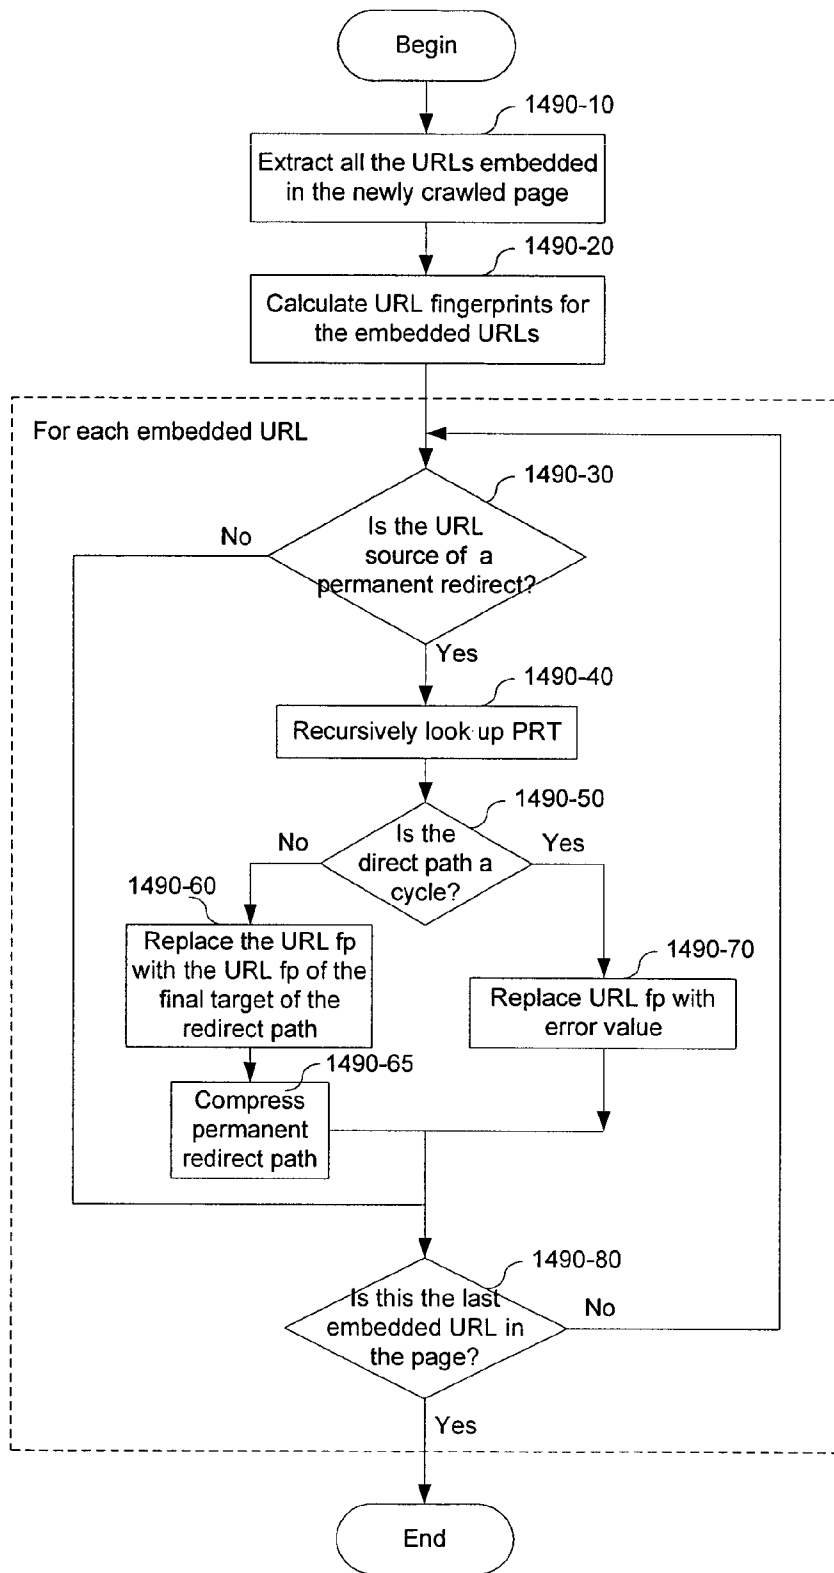 Begin
1490-10
Extract all the URLs embedded
in the newly crawled page
1490-20
Calculate URL fingerprints for
the embedded URLs
For each embedded URL
1490-30
No
Is the URL
source of a
permanent redirect?
Yes
1490-40
Recursively look up PRT
1490-50
No
Is the
direct path a
cycle?
Yes
1490-60
Replace the URL fp
with the URL fp of the
final target of the
redirect path
1490-70
Replace URL fp with
error value
1490-65
Compress
permanent
redirect path
1490-80
Is this the last
embedded URL in
the page?
No
Yes
End